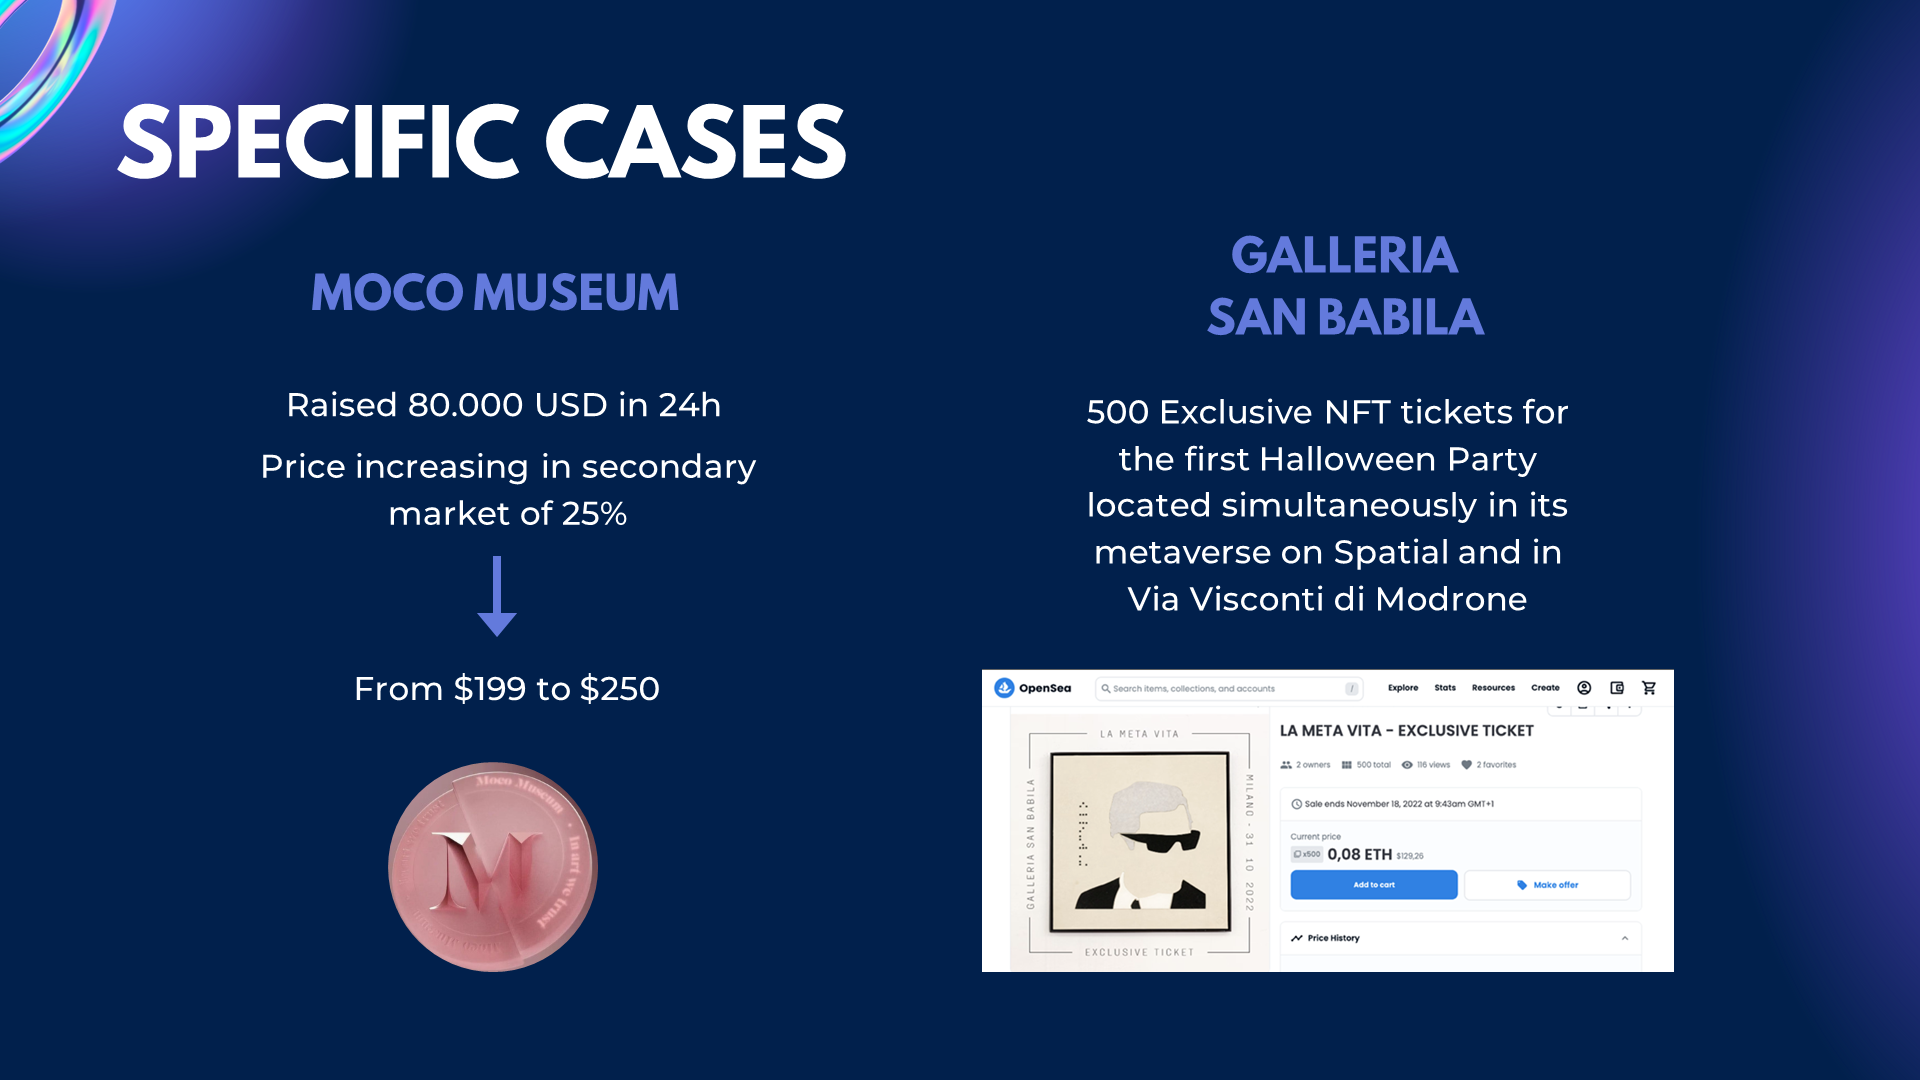 SPECIFIC CASES
MOCO MUSEUM
Raised 80.000 USD in 24h
Price increasing in secondary
market of 25%
From $199 to $250
Moco Museum
In art we trust
M
GALLERIA
SAN BABILA
500 Exclusive NFT tickets for
the first Halloween Party
located simultaneously in its
metaverse on Spatial and in
Via Visconti di Modrone
OpenSea
Search items, collections, and accounts
/
Explore
Stats
Resources
Create
LA META VITA
GALLERIA SAN BABILA
MILANO - 31 10 2022
EXCLUSIVE TICKET
LA META VITA - EXCLUSIVE TICKET
2 owners
500 total
116 views
2 favorites
Sale ends November 18, 2022 at 9:43am GMT+1
Current price
x500
0,08 ETH
$129,26
Add to cart
Make offer
Price History